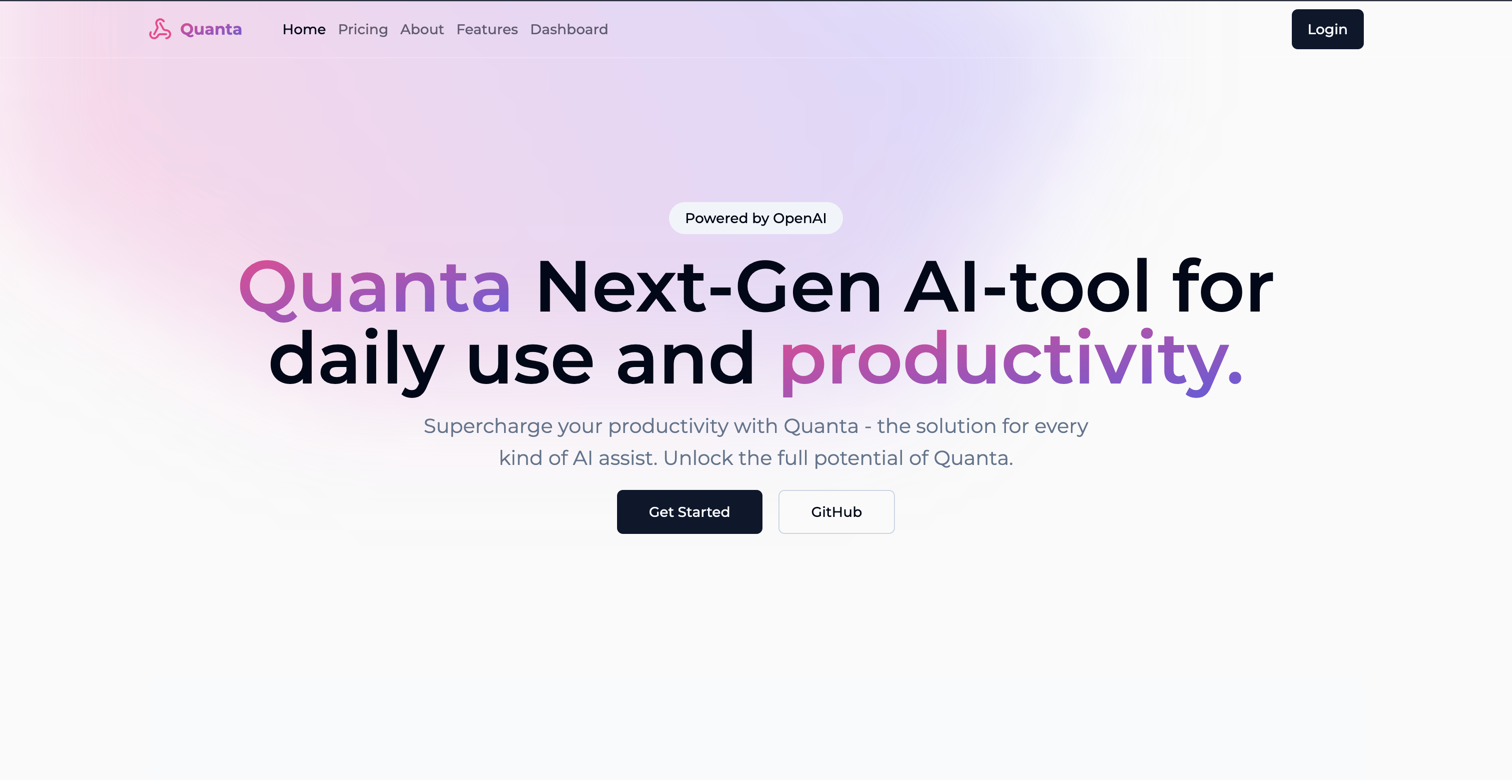 Quanta
Home Pricing About Features Dashboard
Login
Powered by OpenAI
Quanta Next-Gen AI-tool for
daily use and productivity.
Supercharge your productivity with Quanta - the solution for every
kind of AI assist. Unlock the full potential of Quanta.
Get Started
GitHub